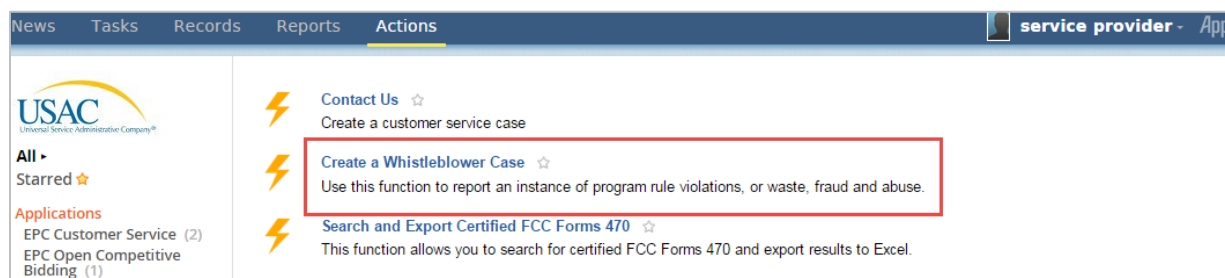 News Tasks Records Reports Actions service provider App
USAC
Universal Service Administrative Company®
All
Starred
Applications
EPC Customer Service (2)
EPC Open Competitive
Bidding (1)
Contact Us
Create a customer service case
Create a Whistleblower Case
Use this function to report an instance of program rule violations, or waste, fraud and abuse.
Search and Export Certified FCC Forms 470
This function allows you to search for certified FCC Forms 470 and export results to Excel.